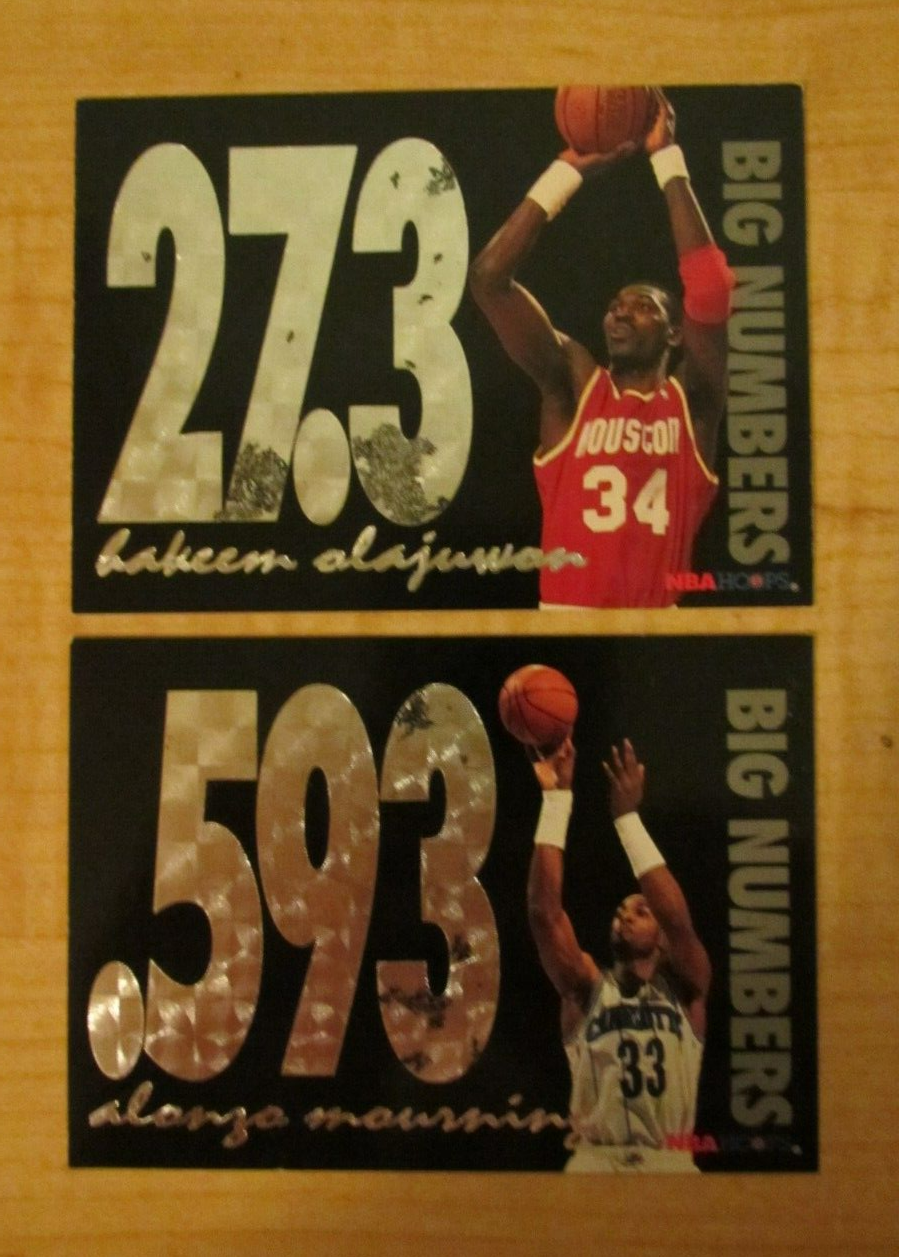 27.3
hakeem olajuwon
HOUSTON
34
BIG NUMBERS
NBA HOOPS
.593
alonzo mourning
CHARLOTTE
33
BIG NUMBERS
NBA HOOPS